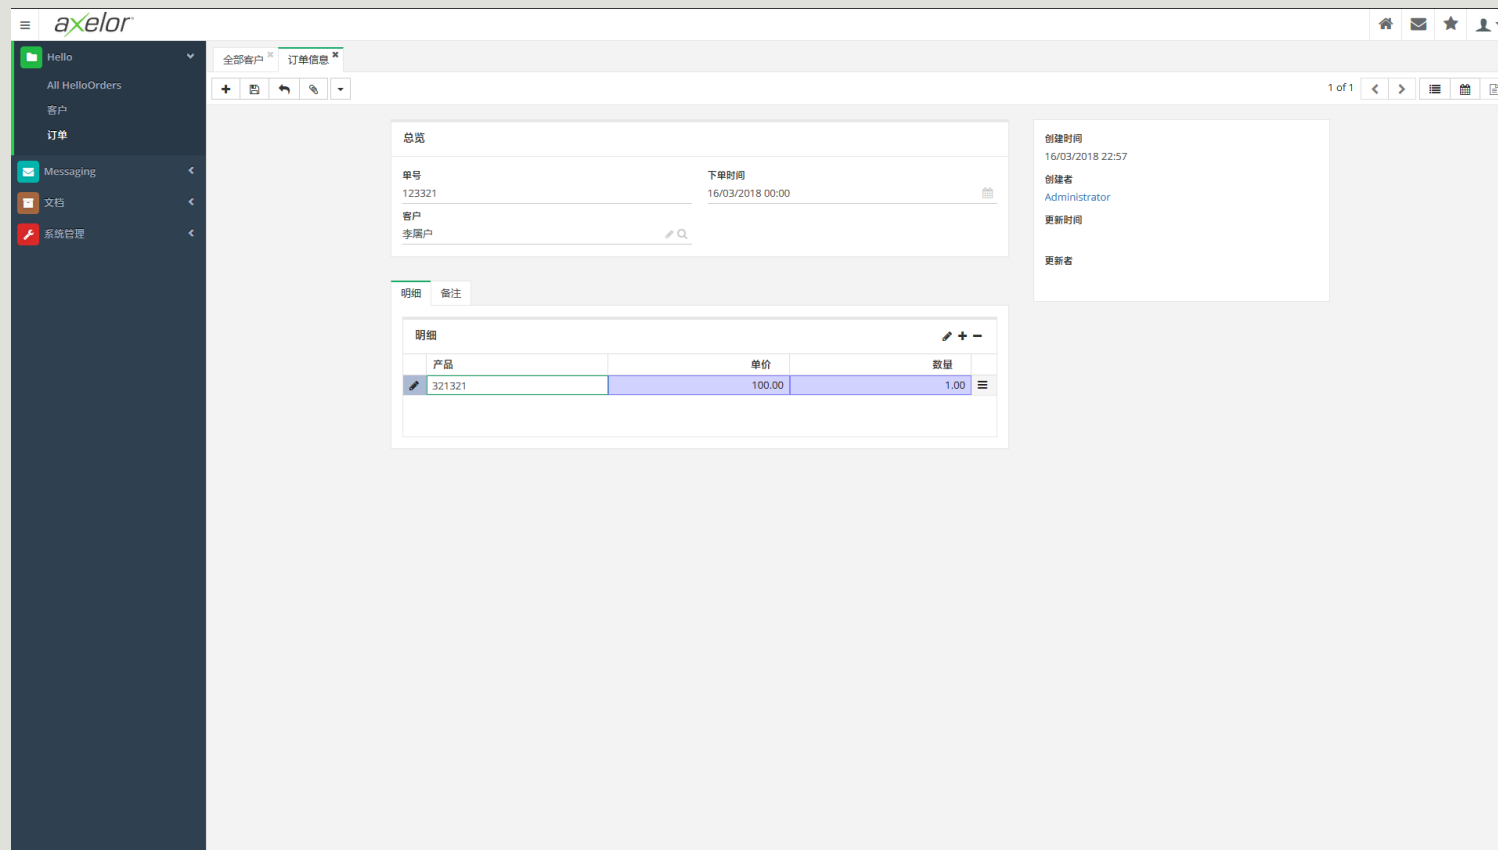 axelor
Hello
All HelloOrders
客户
订单
Messaging
文档
系统管理
全部客户
订单信息
1 of 1
总览
单号
下单时间
123321
16/03/2018 00:00
客户
李屠户
创建时间
16/03/2018 22:57
创建者
Administrator
更新时间
更新者
明细 备注
明细
产品 单价 数量
321321 100.00 1.00